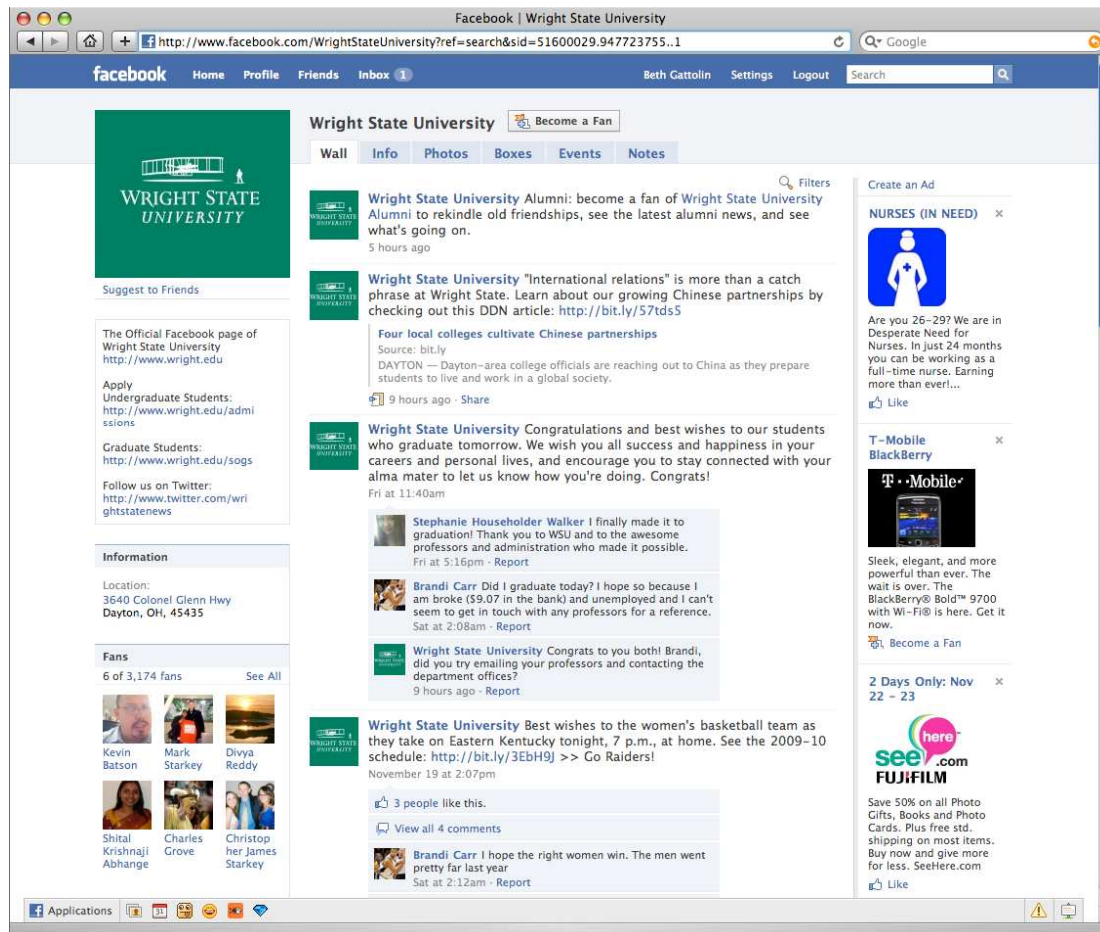 Facebook | Wright State University
http://www.facebook.com/WrightStateUniversity?ref=search&sid=51600029.947723755..1
Google
facebook Home Profile Friends Inbox 1 Beth Gattolin Settings Logout Search
WRIGHT STATE
UNIVERSITY
Suggest to Friends
The Official Facebook page of
Wright State University
http://www.wright.edu
Apply
Undergraduate Students:
http://www.wright.edu/admi
ssions
Graduate Students:
http://www.wright.edu/sogs
Follow us on Twitter:
http://www.twitter.com/wri
ghtstatenews
Information
Location:
3640 Colonel Glenn Hwy
Dayton, OH, 45435
Fans
6 of 3,174 fans See All
Kevin
Batson
Mark
Starkey
Divya
Reddy
Shital
Krishnaji
Abhange
Charles
Grove
Christop
her James
Starkey
Wright State University Become a Fan
Wall Info Photos Boxes Events Notes
Filters
WRIGHT STATE
UNIVERSITY
Wright State University Alumni: become a fan of Wright State University
Alumni to rekindle old friendships, see the latest alumni news, and see
what's going on.
5 hours ago
WRIGHT STATE
UNIVERSITY
Wright State University "International relations" is more than a catch
phrase at Wright State. Learn about our growing Chinese partnerships by
checking out this DDN article: http://bit.ly/57tds5
Four local colleges cultivate Chinese partnerships
Source: bit.ly
DAYTON — Dayton-area college officials are reaching out to China as they prepare
students to live and work in a global society.
9 hours ago · Share
WRIGHT STATE
UNIVERSITY
Wright State University Congratulations and best wishes to our students
who graduate tomorrow. We wish you all success and happiness in your
careers and personal lives, and encourage you to stay connected with your
alma mater to let us know how you're doing. Congrats!
Fri at 11:40am
Stephanie Householder Walker I finally made it to
graduation! Thank you to WSU and to the awesome
professors and administration who made it possible.
Fri at 5:16pm · Report
Brandi Carr Did I graduate today? I hope so because I
am broke ($9.07 in the bank) and unemployed and I can't
seem to get in touch with any professors for a reference.
Sat at 2:08am · Report
Wright State University Congrats to you both! Brandi,
did you try emailing your professors and contacting the
department offices?
9 hours ago · Report
WRIGHT STATE
UNIVERSITY
Wright State University Best wishes to the women's basketball team as
they take on Eastern Kentucky tonight, 7 p.m., at home. See the 2009-10
schedule: http://bit.ly/3EbH9J >> Go Raiders!
November 19 at 2:07pm
3 people like this.
View all 4 comments
Brandi Carr I hope the right women win. The men went
pretty far last year
Sat at 2:12am · Report
Create an Ad
NURSES (IN NEED)
Are you 26-29? We are in
Desperate Need for
Nurses. In just 24 months
you can be working as a
full-time nurse. Earning
more than ever!...
Like
T-Mobile
BlackBerry
T··Mobile·
Sleek, elegant, and more
powerful than ever. The
wait is over. The
BlackBerry® Bold™ 9700
with Wi-Fi® is here. Get it
now.
Become a Fan
2 Days Only: Nov
22 - 23
here
see .com
FUJIFILM
Save 50% on all Photo
Gifts, Books and Photo
Cards. Plus free std.
shipping on most items.
Buy now and give more
for less. SeeHere.com
Like
Applications 31